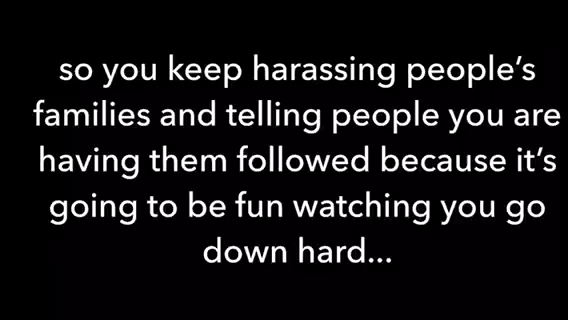 so you keep harassing people’s
families and telling people you are
having them followed because it’s
going to be fun watching you go
down hard...